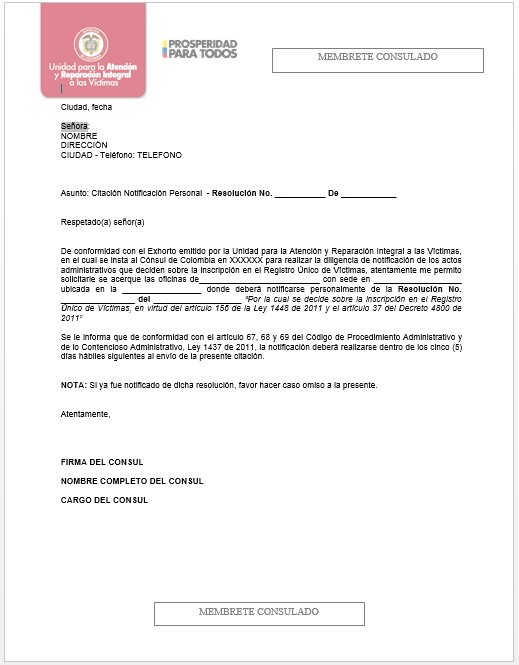 Unidad para la Atención
y Reparación Integral
a las Víctimas
PROSPERIDAD
PARA TODOS
MEMBRETE CONSULADO
Ciudad, fecha
Señora:
NOMBRE
DIRECCIÓN
CIUDAD - Teléfono: TELEFONO
Asunto: Citación Notificación Personal - Resolución No. ___________ De ____________
Respetado(a) señor(a)
De conformidad con el Exhorto emitido por la Unidad para la Atención y Reparación Integral a las Víctimas,
en el cual se insta al Cónsul de Colombia en XXXXXX para realizar la diligencia de notificación de los actos
administrativos que deciden sobre la Inscripción en el Registro Único de Víctimas, atentamente me permito
solicitarle se acerque las oficinas de__________________________ con sede en ___________________
ubicada en la _________________ donde deberá notificarse personalmente de la Resolución No.
________________ del __________________ "Por la cual se decide sobre la Inscripción en el Registro
Único de Víctimas, en virtud del artículo 156 de la Ley 1448 de 2011 y el artículo 37 del Decreto 4800 de
2011"
Se le informa que de conformidad con el artículo 67, 68 y 69 del Código de Procedimiento Administrativo y
de lo Contencioso Administrativo, Ley 1437 de 2011, la notificación deberá realizarse dentro de los cinco (5)
días hábiles siguientes al envío de la presente citación.
NOTA: Si ya fue notificado de dicha resolución, favor hacer caso omiso a la presente.
Atentamente,
FIRMA DEL CONSUL
NOMBRE COMPLETO DEL CONSUL
CARGO DEL CONSUL
MEMBRETE CONSULADO